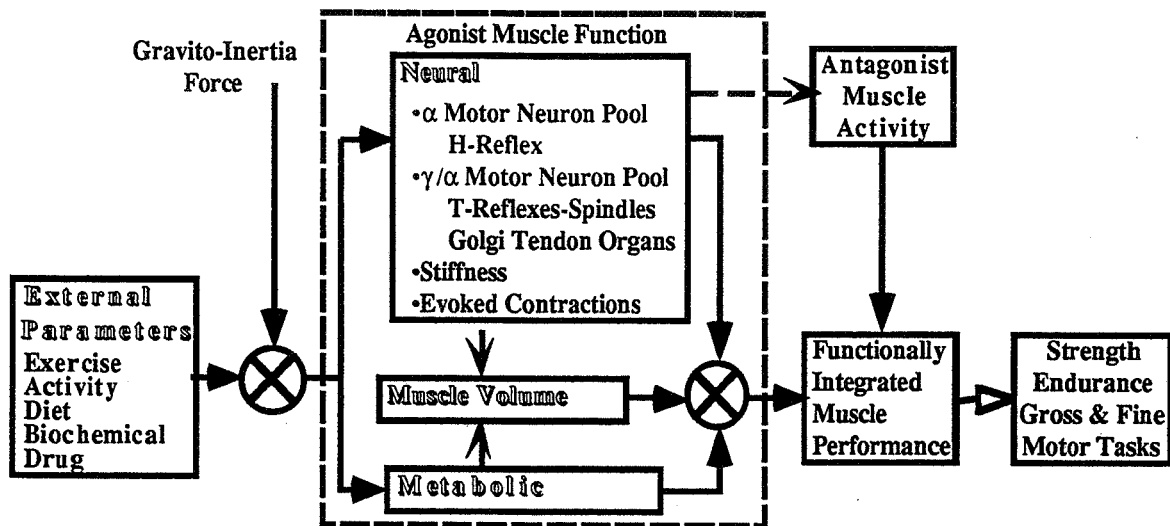 Gravito-Inertia
Force
External
Parameters
Exercise
Activity
Diet
Biochemical
Drug
Agonist Muscle Function
Neural
•α Motor Neuron Pool
H-Reflex
•γ/α Motor Neuron Pool
T-Reflexes-Spindles
Golgi Tendon Organs
•Stiffness
•Evoked Contractions
Muscle Volume
Metabolic
Antagonist
Muscle
Activity
Functionally
Integrated
Muscle
Performance
Strength
Endurance
Gross & Fine
Motor Tasks